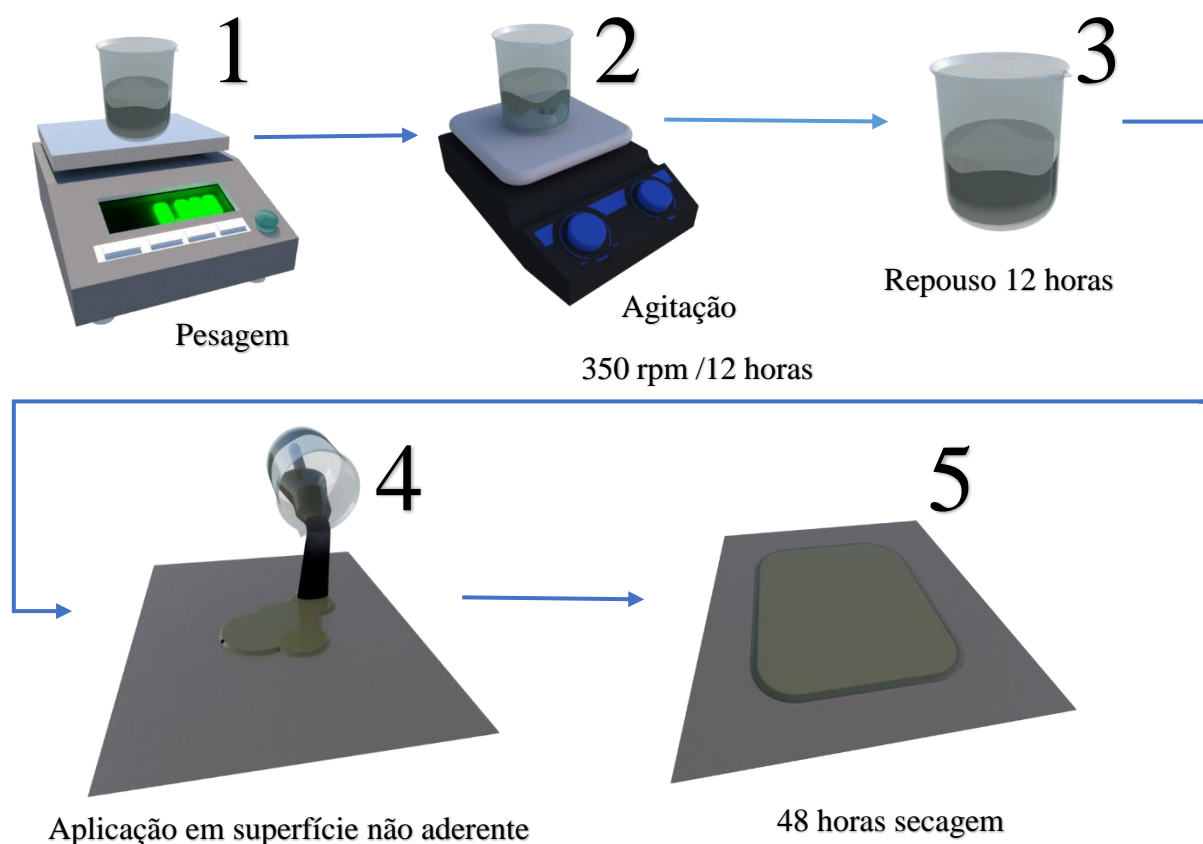 1
2
3
Pesagem
Agitação
350 rpm /12 horas
Repouso 12 horas
4
5
Aplicação em superfície não aderente
48 horas secagem